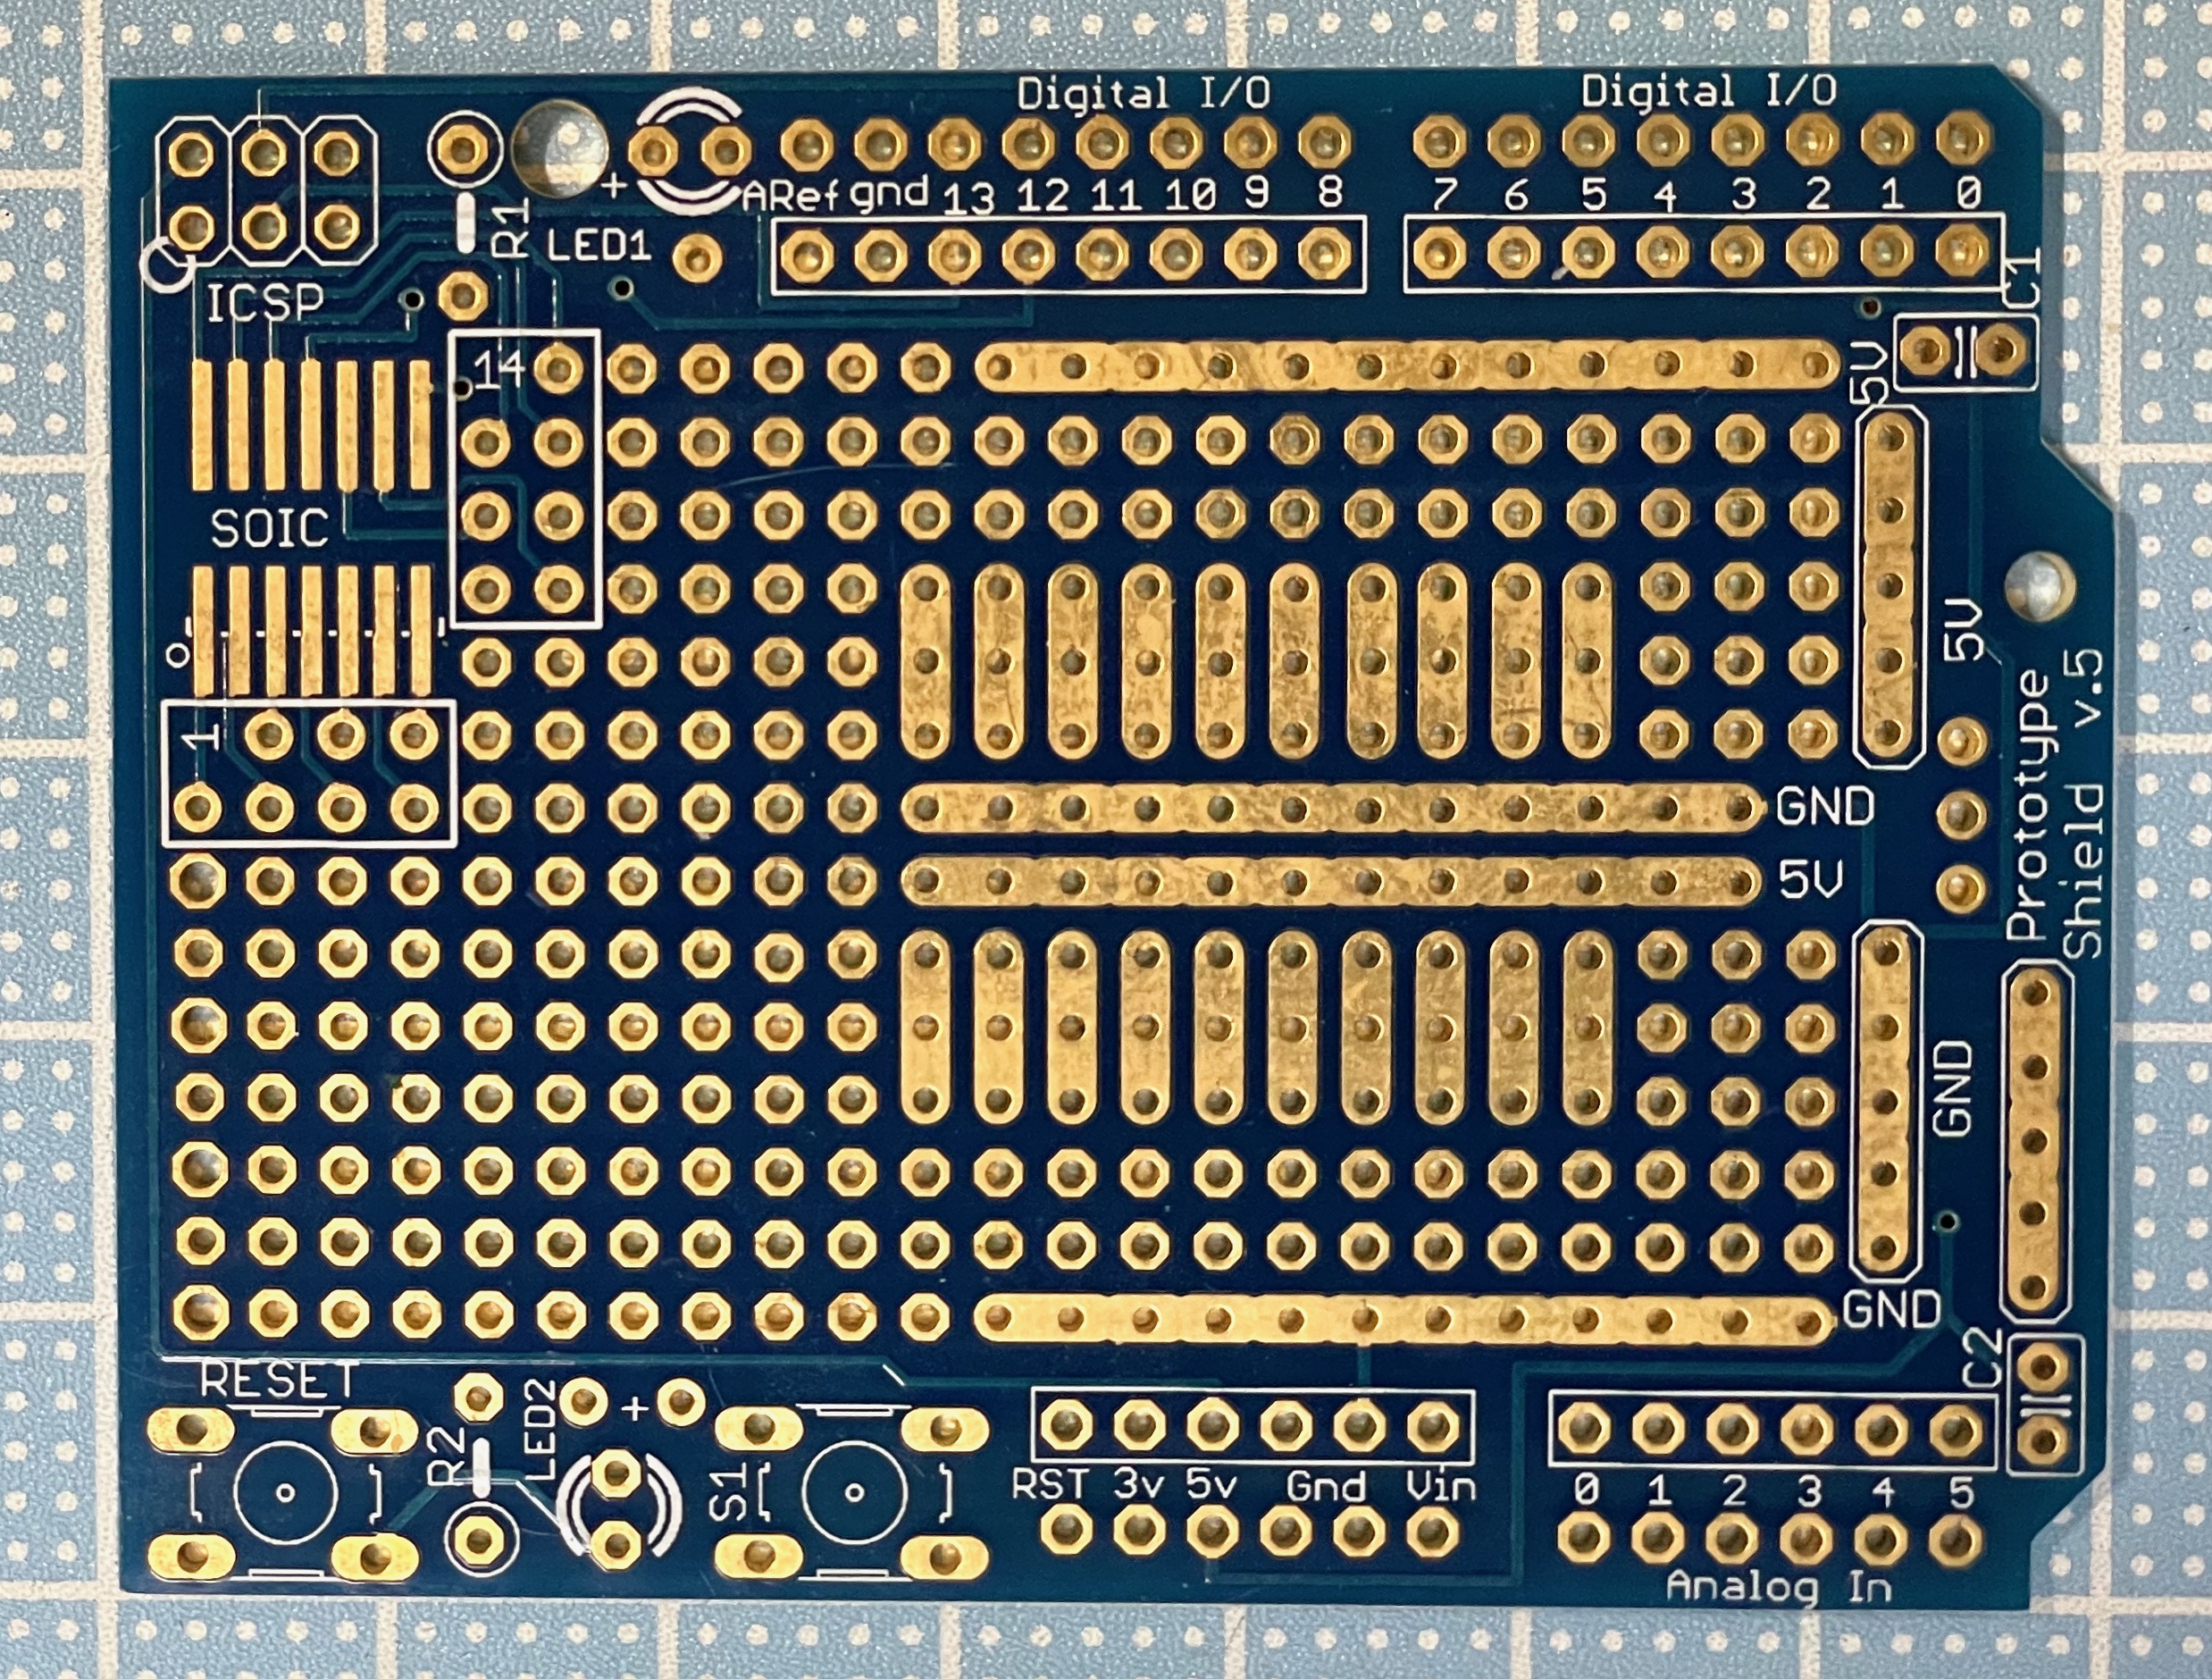 Digital I/O
Digital I/O
+
ARef gnd 13 12 11 10 9 8
7 6 5 4 3 2 1 0
R1
LED1
C1
ICSP
14
5V
SOIC
5V
Prototype
Shield v.5
1
GND
5V
GND
GND
RESET
C2
R2
LED2
+
S1
RST 3v 5v Gnd Vin
0 1 2 3 4 5
Analog In